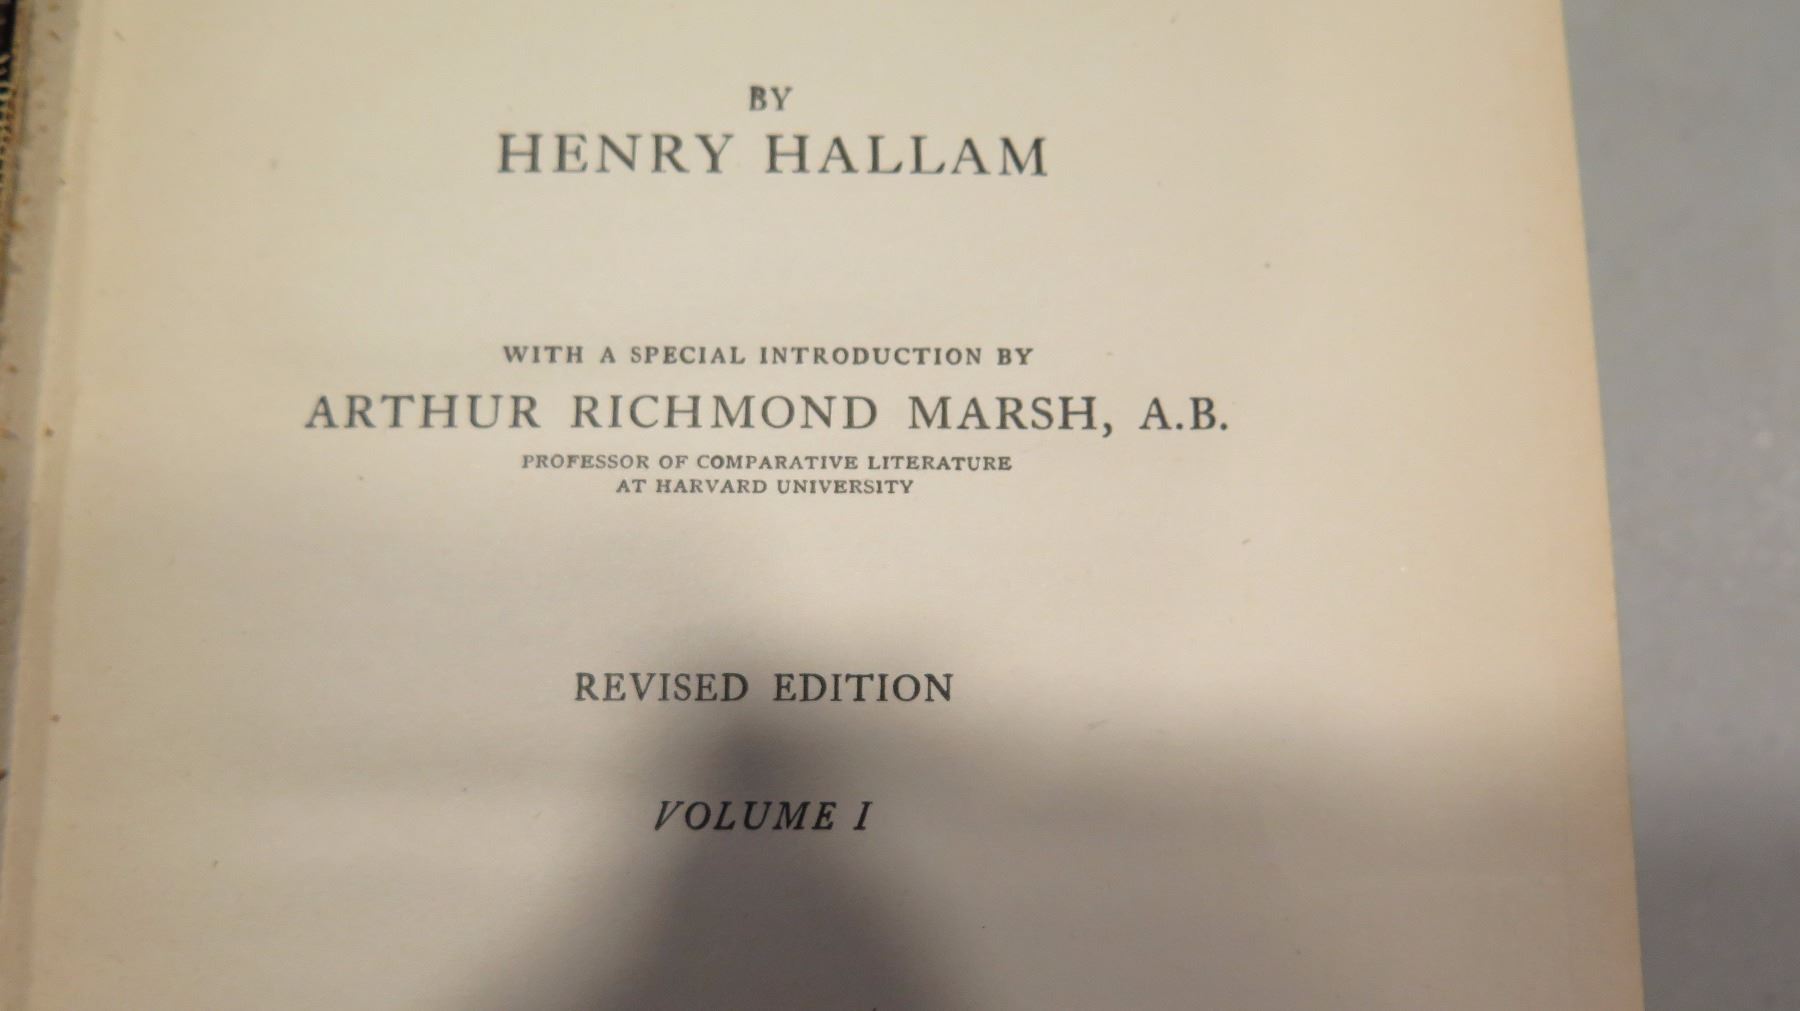 BY
HENRY HALLAM
WITH A SPECIAL INTRODUCTION BY
ARTHUR RICHMOND MARSH, A.B.
PROFESSOR OF COMPARATIVE LITERATURE
AT HARVARD UNIVERSITY
REVISED EDITION
VOLUME I